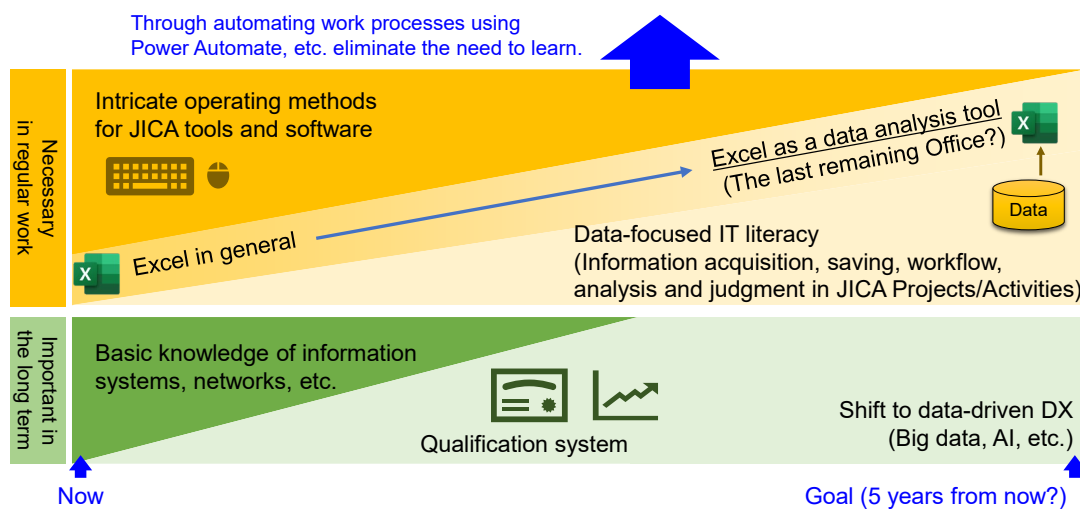 Through automating work processes using
Power Automate, etc. eliminate the need to learn.
Necessary
in regular work
Intricate operating methods
for JICA tools and software
Excel as a data analysis tool
(The last remaining Office?)
X
Data
X
Excel in general
Data-focused IT literacy
(Information acquisition, saving, workflow,
analysis and judgment in JICA Projects/Activities)
Important in
the long term
Basic knowledge of information
systems, networks, etc.
Qualification system
Shift to data-driven DX
(Big data, AI, etc.)
Now
Goal (5 years from now?)